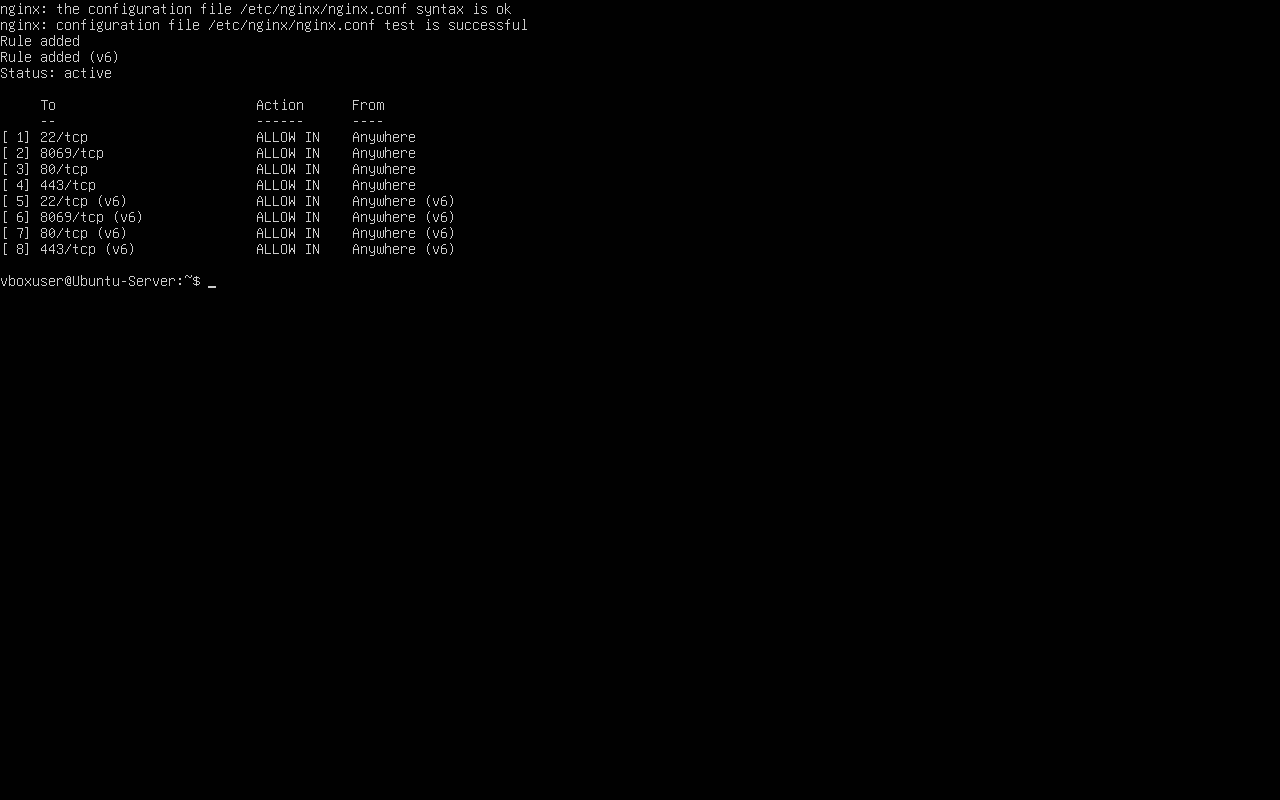 nginx: the configuration file /etc/nginx/nginx.conf syntax is ok
nginx: configuration file /etc/nginx/nginx.conf test is successful
Rule added
Rule added (v6)
Status: active
     To                         Action      From
     --                         ------      ----
[ 1] 22/tcp                     ALLOW IN    Anywhere
[ 2] 8069/tcp                   ALLOW IN    Anywhere
[ 3] 80/tcp                     ALLOW IN    Anywhere
[ 4] 443/tcp                    ALLOW IN    Anywhere
[ 5] 22/tcp (v6)                ALLOW IN    Anywhere (v6)
[ 6] 8069/tcp (v6)              ALLOW IN    Anywhere (v6)
[ 7] 80/tcp (v6)                ALLOW IN    Anywhere (v6)
[ 8] 443/tcp (v6)               ALLOW IN    Anywhere (v6)
vboxuser@Ubuntu-Server:~$ _